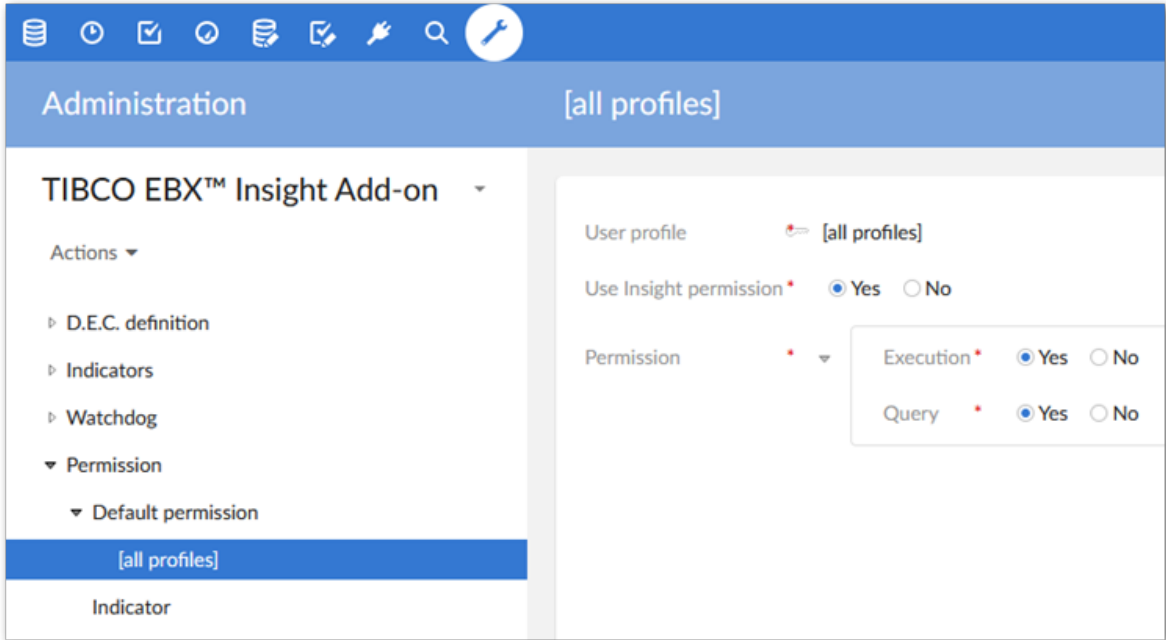 Administration
[all profiles]
TIBCO EBX™ Insight Add-on
Actions
D.E.C. definition
Indicators
Watchdog
Permission
Default permission
[all profiles]
Indicator
User profile * [all profiles]
Use Insight permission * Yes No
Permission *
Execution * Yes No
Query * Yes No